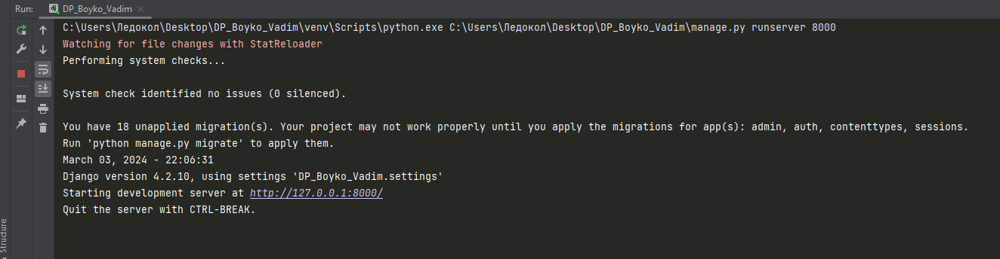 Run: DP_Boyko_Vadim
C:\Users\Ледокол\Desktop\DP_Boyko_Vadim\venv\Scripts\python.exe C:\Users\Ледокол\Desktop\DP_Boyko_Vadim\manage.py runserver 8000
Watching for file changes with StatReloader
Performing system checks...
System check identified no issues (0 silenced).
You have 18 unapplied migration(s). Your project may not work properly until you apply the migrations for app(s): admin, auth, contenttypes, sessions.
Run 'python manage.py migrate' to apply them.
March 03, 2024 - 22:06:31
Django version 4.2.10, using settings 'DP_Boyko_Vadim.settings'
Starting development server at http://127.0.0.1:8000/
Quit the server with CTRL-BREAK.
Structure